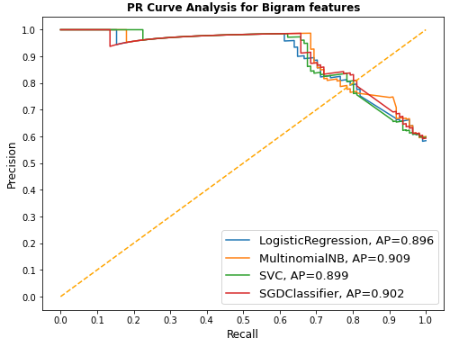 PR Curve Analysis for Bigram features
Precision
1.0
0.9
0.8
0.7
0.6
0.5
0.4
0.3
0.2
0.1
0.0
LogisticRegression, AP=0.896
MultinomialNB, AP=0.909
SVC, AP=0.899
SGDClassifier, AP=0.902
0.0 0.1 0.2 0.3 0.4 0.5 0.6 0.7 0.8 0.9 1.0
Recall